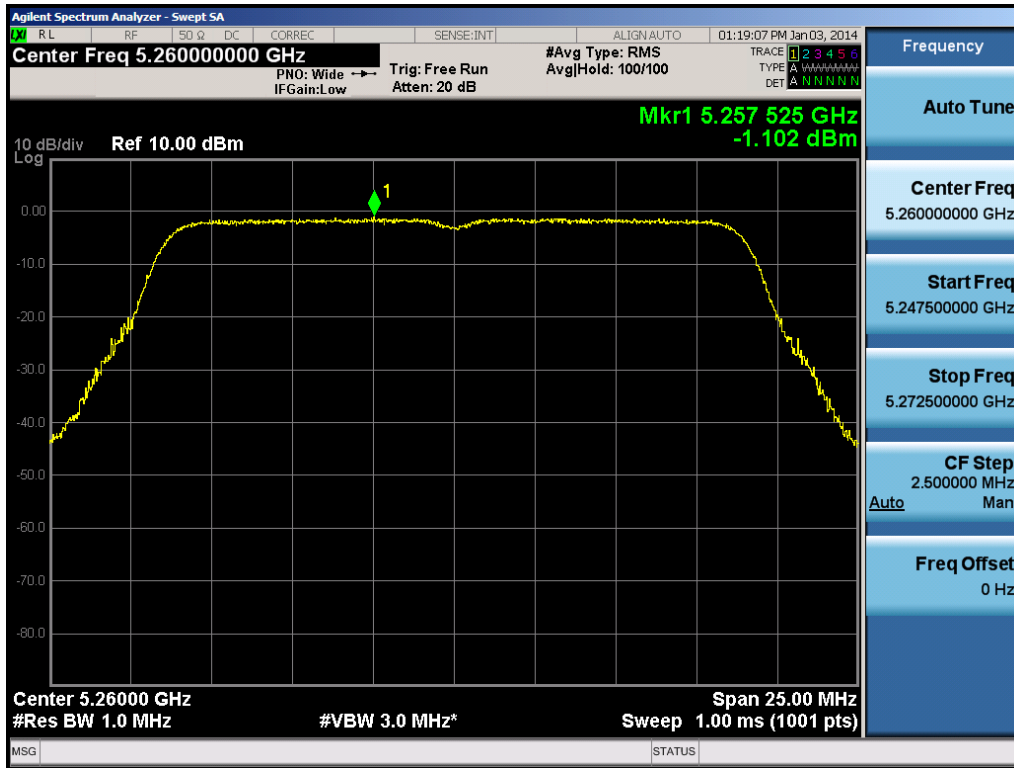 Agilent Spectrum Analyzer - Swept SA
LXI RL RF 50 Ω DC CORREC SENSE:INT ALIGN AUTO 01:19:07 PM Jan 03, 2014
Center Freq 5.260000000 GHz
PNO: Wide
IFGain:Low
Trig: Free Run
Atten: 20 dB
#Avg Type: RMS
Avg|Hold: 100/100
TRACE 1 2 3 4 5 6
TYPE A WWWWWW
DET A N N N N N
Mkr1 5.257 525 GHz
-1.102 dBm
10 dB/div Ref 10.00 dBm
Log
1
0.00
-10.0
-20.0
-30.0
-40.0
-50.0
-60.0
-70.0
-80.0
Center 5.26000 GHz Span 25.00 MHz
#Res BW 1.0 MHz #VBW 3.0 MHz* Sweep 1.00 ms (1001 pts)
MSG STATUS
Frequency
Auto Tune
Center Freq
5.260000000 GHz
Start Freq
5.247500000 GHz
Stop Freq
5.272500000 GHz
CF Step
2.500000 MHz
Auto Man
Freq Offset
0 Hz